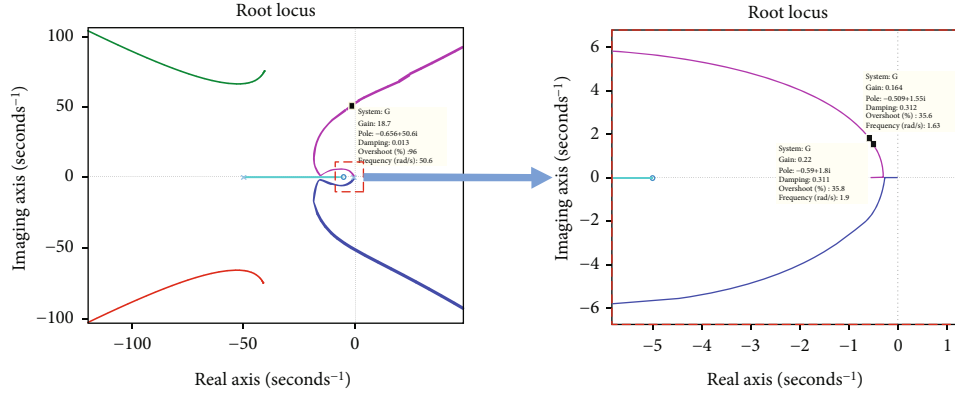 Root locus
100
50
0
−50
−100
Imaging axis (seconds⁻¹)
System: G
Gain: 18.7
Pole: −0.656+50.6i
Damping: 0.013
Overshoot (%) :96
Frequency (rad/s): 50.6
−100
−50
0
Real axis (seconds⁻¹)
Root locus
6
4
2
0
−2
−4
−6
Imaging axis (seconds⁻¹)
System: G
Gain: 0.164
Pole: −0.509+1.55i
Damping: 0.312
Overshoot (%) : 35.6
Frequency (rad/s): 1.63
System: G
Gain: 0.22
Pole: −0.59+1.8i
Damping: 0.311
Overshoot (%) : 35.8
Frequency (rad/s): 1.9
−5
−4
−3
−2
−1
0
1
Real axis (seconds⁻¹)